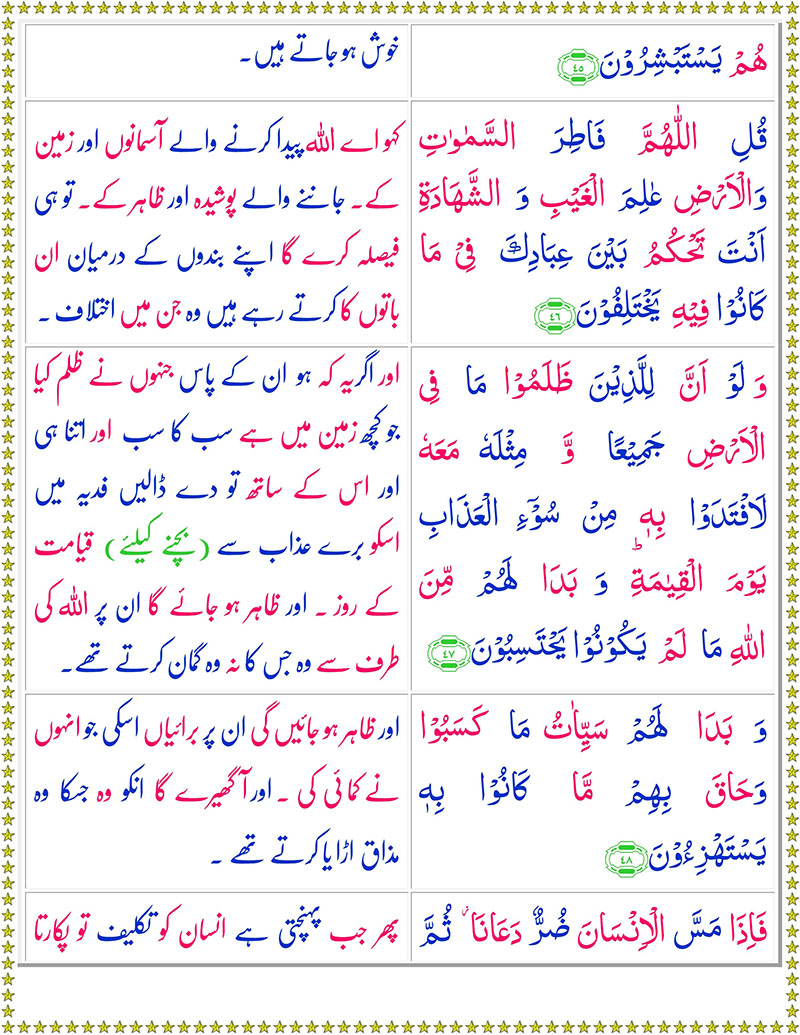 هُمْ يَسْتَبْشِرُوْنَ ﴿٤٥﴾
خوش ہو جاتے ہیں۔
قُلِ اللّٰهُمَّ فَاطِرَ السَّمٰوٰتِ
وَالْاَرْضِ عٰلِمَ الْغَيْبِ وَ الشَّهَادَةِ
اَنْتَ تَحْكُمُ بَيْنَ عِبَادِكَ فِيْ مَا
كَانُوْا فِيْهِ يَخْتَلِفُوْنَ ﴿٤٦﴾
کہو اے اللہ پیدا کرنے والے آسمانوں اور زمین
کے۔ جاننے والے پوشیدہ اور ظاہر کے۔ تو ہی
فیصلہ کرے گا اپنے بندوں کے درمیان ان
باتوں کا کرتے رہے ہیں وہ جن میں اختلاف ۔
وَ لَوْ اَنَّ لِلَّذِيْنَ ظَلَمُوْا مَا فِى
الْاَرْضِ جَمِيْعًا وَّ مِثْلَهٗ مَعَهٗ
لَافْتَدَوْا بِهٖ مِنْ سُوْٓءِ الْعَذَابِ
يَوْمَ الْقِيٰمَةِ ؕ وَ بَدَا لَهُمْ مِّنَ
اللّٰهِ مَا لَمْ يَكُوْنُوْا يَحْتَسِبُوْنَ ﴿٤٧﴾
اور اگر یہ کہ ہو ان کے پاس جنہوں نے ظلم کیا
جو کچھ زمین میں ہے سب کا سب اور اتنا ہی
اور اس کے ساتھ تو دے ڈالیں فدیہ میں
اسکو برے عذاب سے (بچنے کیلئے) قیامت
کے روز ۔ اور ظاہر ہو جائے گا ان پر اللہ کی
طرف سے وہ جس کا نہ وہ گمان کرتے تھے۔
وَ بَدَا لَهُمْ سَيِّاٰتُ مَا كَسَبُوْا
وَحَاقَ بِهِمْ مَّا كَانُوْا بِهٖ
يَسْتَهْزِءُوْنَ ﴿٤٨﴾
اور ظاہر ہو جائیں گی ان پر برائیاں اسکی جو انہوں
نے کمائی کی ۔ اور آ گھیرے گا انکو وہ جسکا وہ
مذاق اڑایا کرتے تھے ۔
فَاِذَا مَسَّ الْاِنْسَانَ ضُرٌّ دَعَانَا ۙ ثُمَّ
پھر جب پہنچتی ہے انسان کو تکلیف تو پکارتا